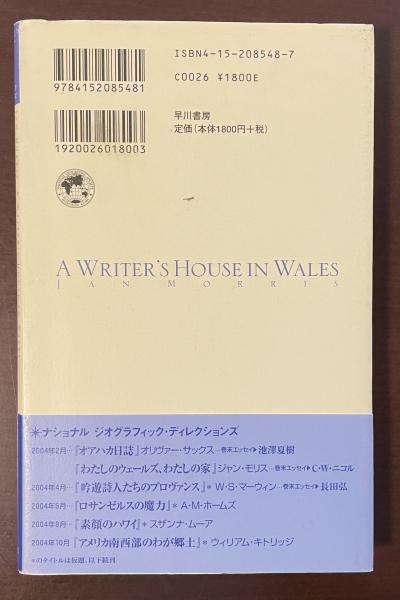 ISBN4-15-208548-7
9784152085481
C0026 ¥1800E
早川書房
定価(本体1800円+税)
1920026018003
A WRITER'S HOUSE IN WALES
JAN MORRIS
*ナショナル ジオグラフィック・ディレクションズ
2004年2月…『オアハカ日誌』オリヴァー・サックス…巻末エッセイ▶池澤夏樹
『わたしのウェールズ、わたしの家』ジャン・モリス…巻末エッセイ▶C・W・ニコル
2004年4月…『吟遊詩人たちのプロヴァンス』*W・S・マーウィン…巻末エッセイ▶長田弘
2004年6月…『ロサンゼルスの魔力』*A・M・ホームズ
2004年8月…『素顔のハワイ』*スザンナ・ムーア
2004年10月『アメリカ南西部のわが郷土』*ウィリアム・キトリッジ
*のタイトルは仮題、以下続刊